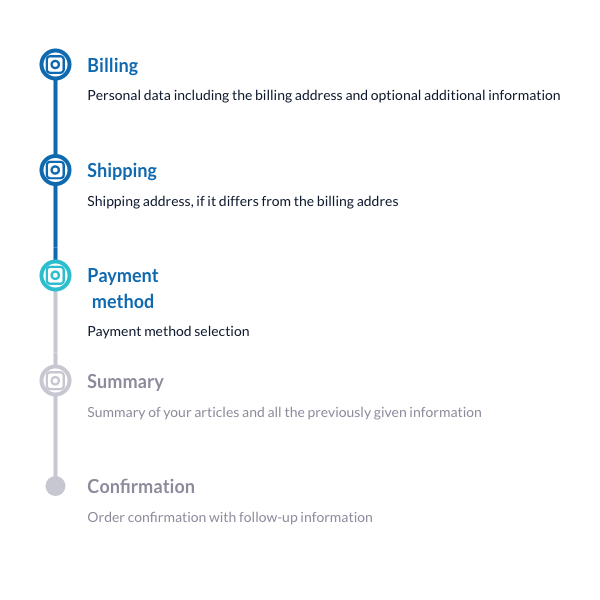 Billing
Personal data including the billing address and optional additional information
Shipping
Shipping address, if it differs from the billing addres
Payment
method
Payment method selection
Summary
Summary of your articles and all the previously given information
Confirmation
Order confirmation with follow-up information